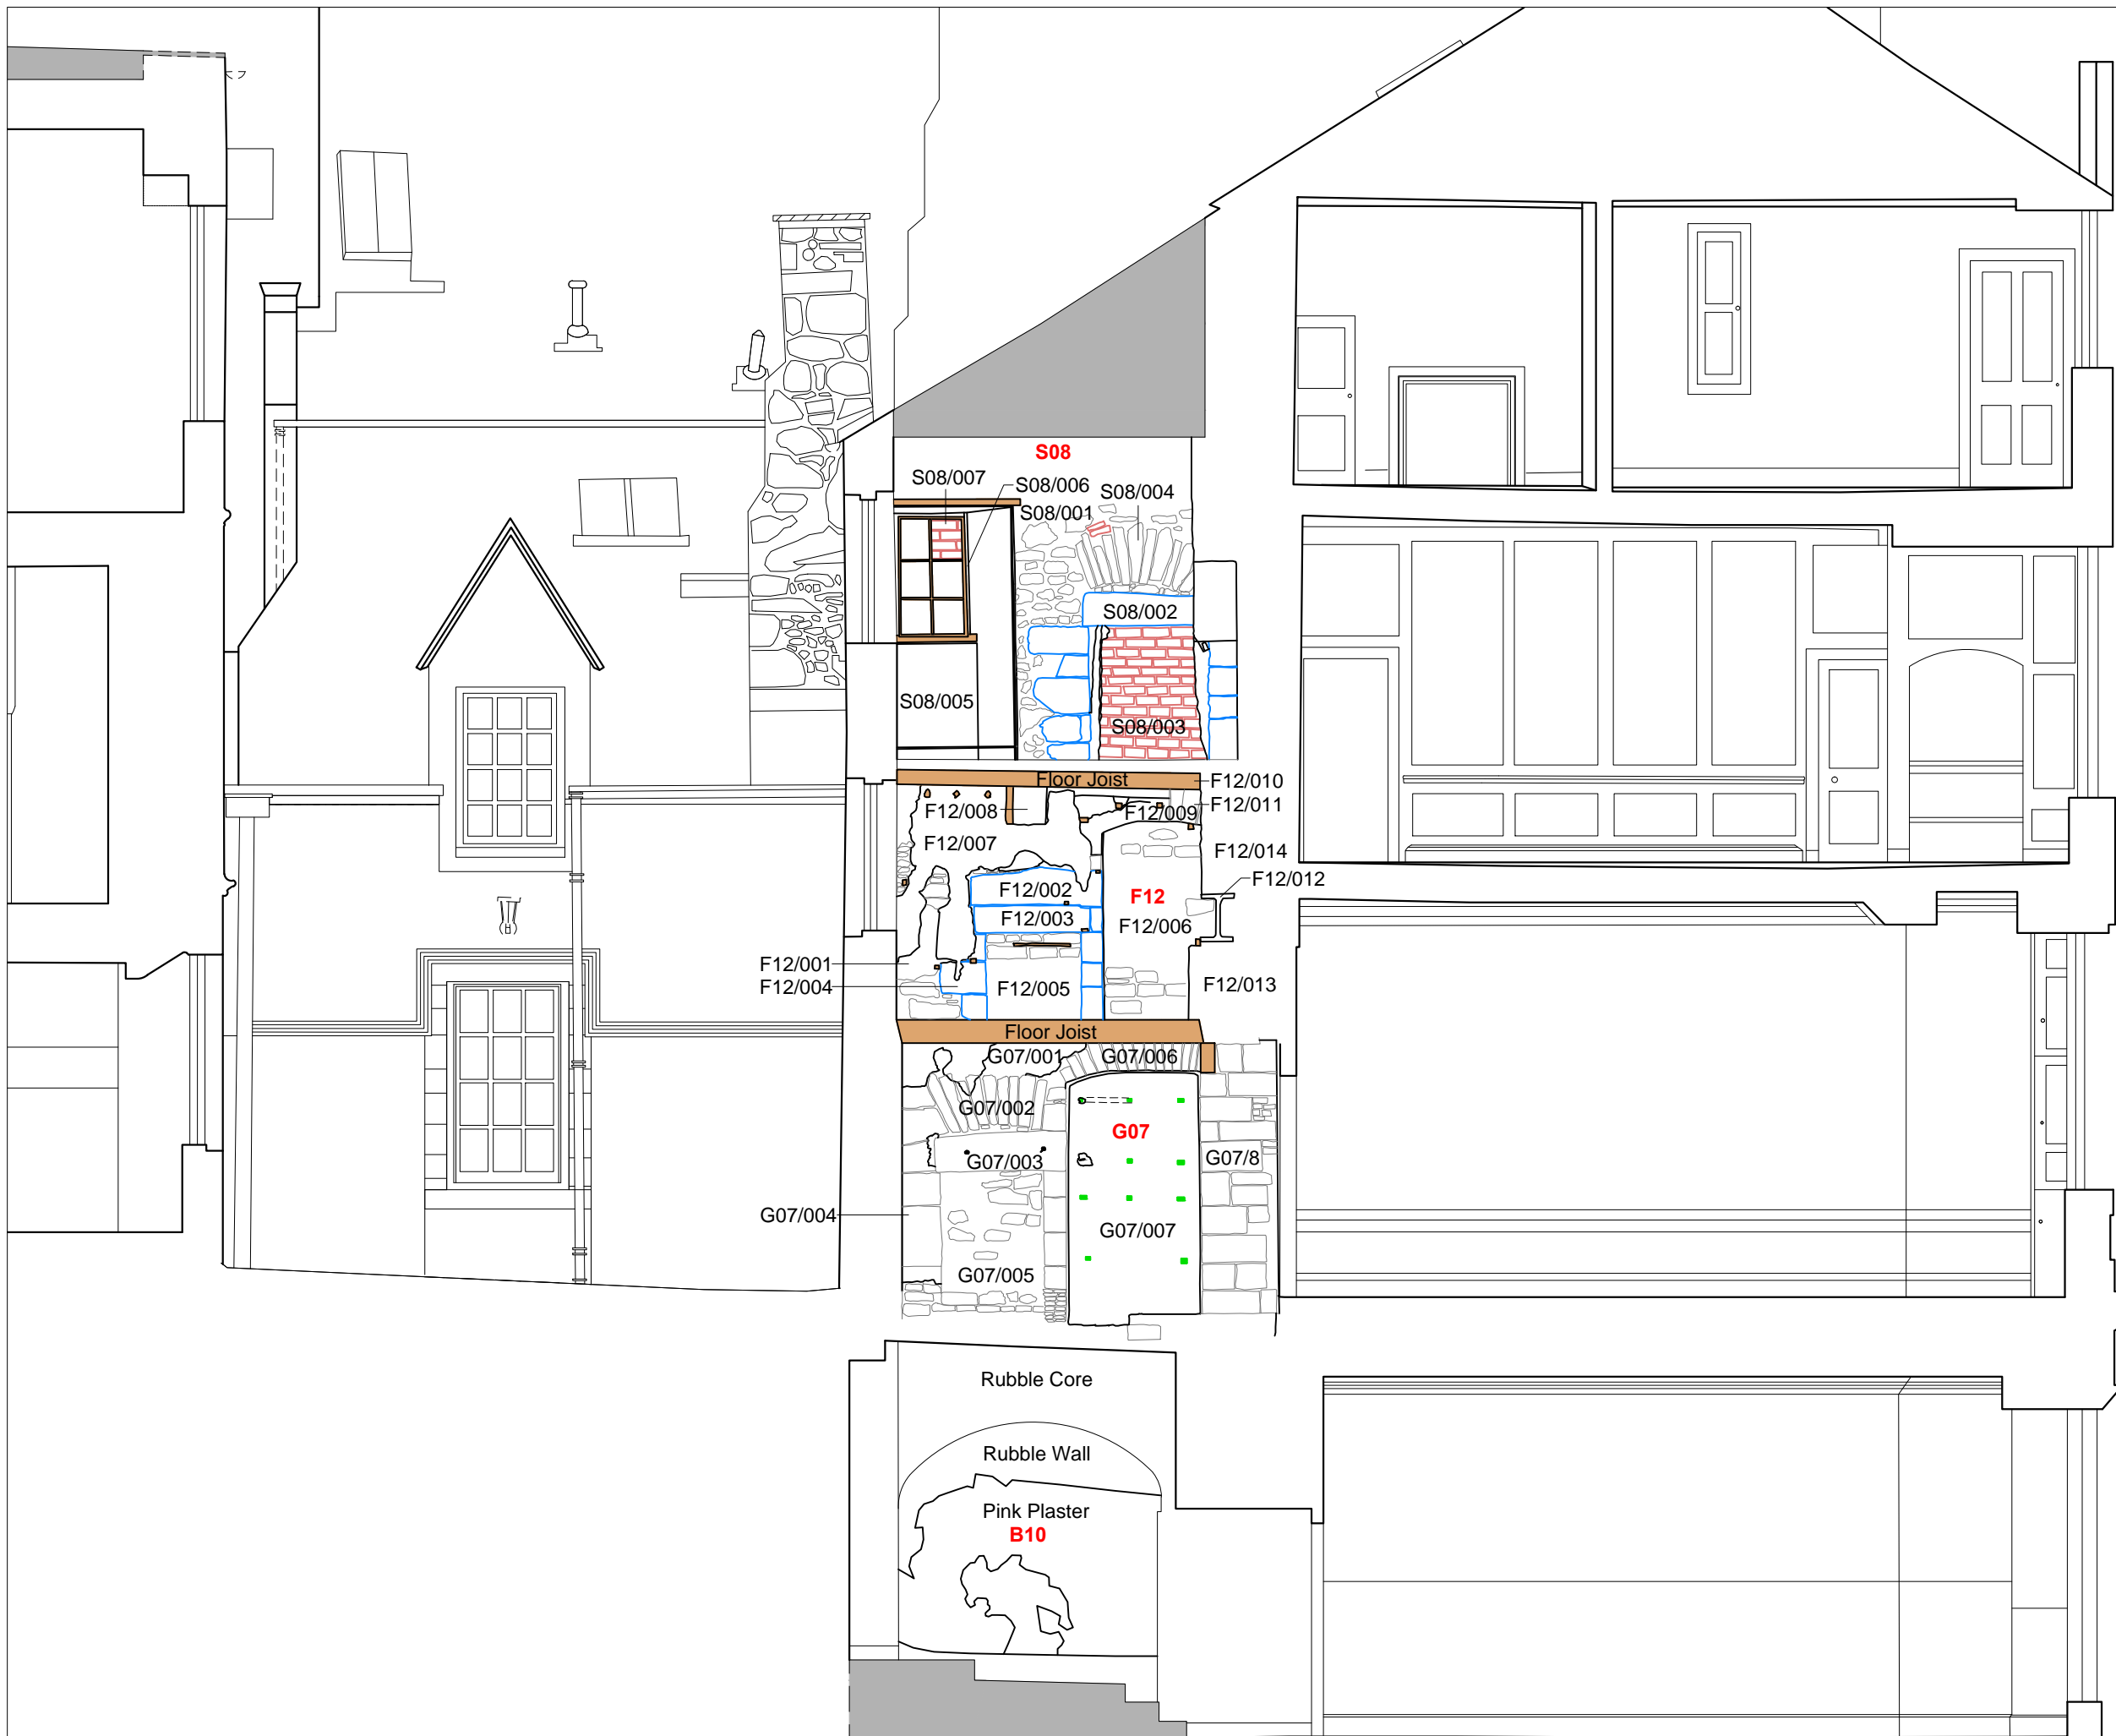 S08
S08/007
S08/006
S08/004
S08/001
S08/002
S08/005
S08/003
Floor Joist
F12/010
F12/008
F12/009
F12/011
F12/007
F12/014
F12/012
F12/002
F12
F12/003
F12/006
F12/001
F12/004
F12/005
F12/013
Floor Joist
G07/001
G07/006
G07/002
G07
G07/003
G07/8
G07/004
G07/007
G07/005
Rubble Core
Rubble Wall
Pink Plaster
B10